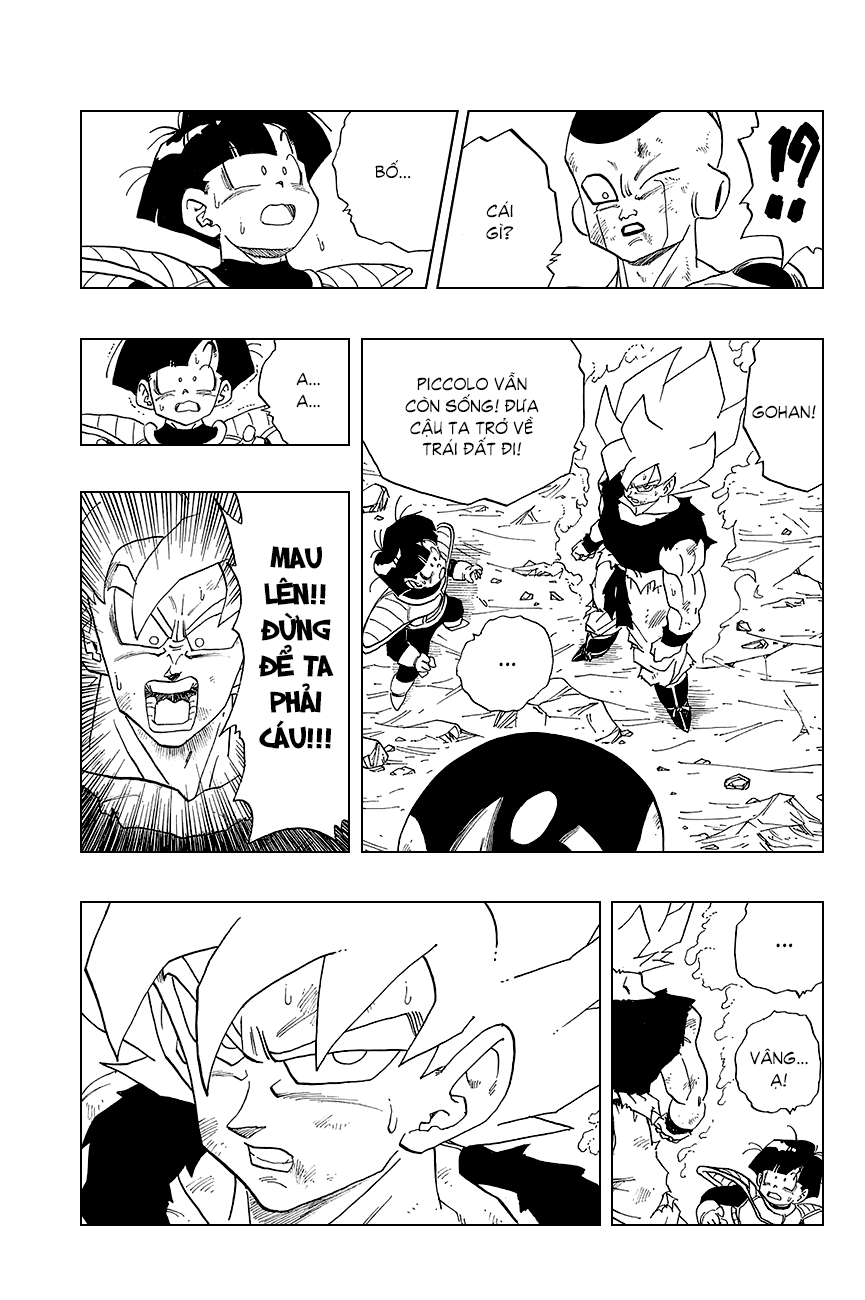 !!
!?
CÁI
GÌ?
BỐ...
GOHAN!
PICCOLO VẪN
CÒN SỐNG! ĐƯA
CẬU TA TRỞ VỀ
TRÁI ĐẤT ĐI!
...
A...
A...
MAU
LÊN!!
ĐỪNG
ĐỂ TA
PHẢI
CÁU!!!
...
VÂNG...
Ạ!